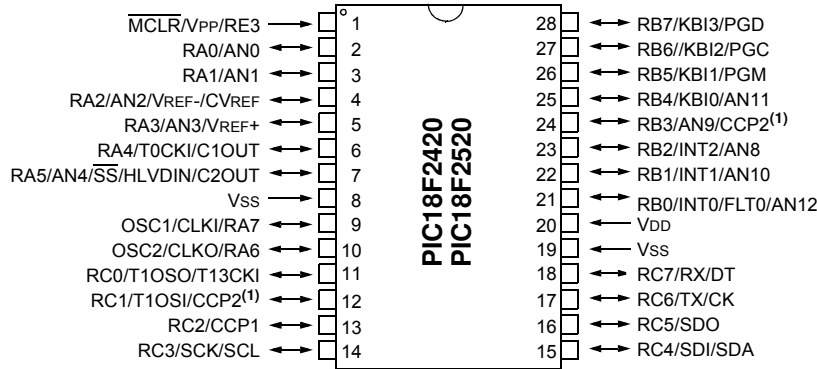 MCLR/VPP/RE3 1
RA0/AN0 2
RA1/AN1 3
RA2/AN2/VREF-/CVREF 4
RA3/AN3/VREF+ 5
RA4/T0CKI/C1OUT 6
RA5/AN4/SS/HLVDIN/C2OUT 7
VSS 8
OSC1/CLKI/RA7 9
OSC2/CLKO/RA6 10
RC0/T1OSO/T13CKI 11
RC1/T1OSI/CCP2(1) 12
RC2/CCP1 13
RC3/SCK/SCL 14
PIC18F2420
PIC18F2520
28 RB7/KBI3/PGD
27 RB6//KBI2/PGC
26 RB5/KBI1/PGM
25 RB4/KBI0/AN11
24 RB3/AN9/CCP2(1)
23 RB2/INT2/AN8
22 RB1/INT1/AN10
21 RB0/INT0/FLT0/AN12
20 VDD
19 VSS
18 RC7/RX/DT
17 RC6/TX/CK
16 RC5/SDO
15 RC4/SDI/SDA